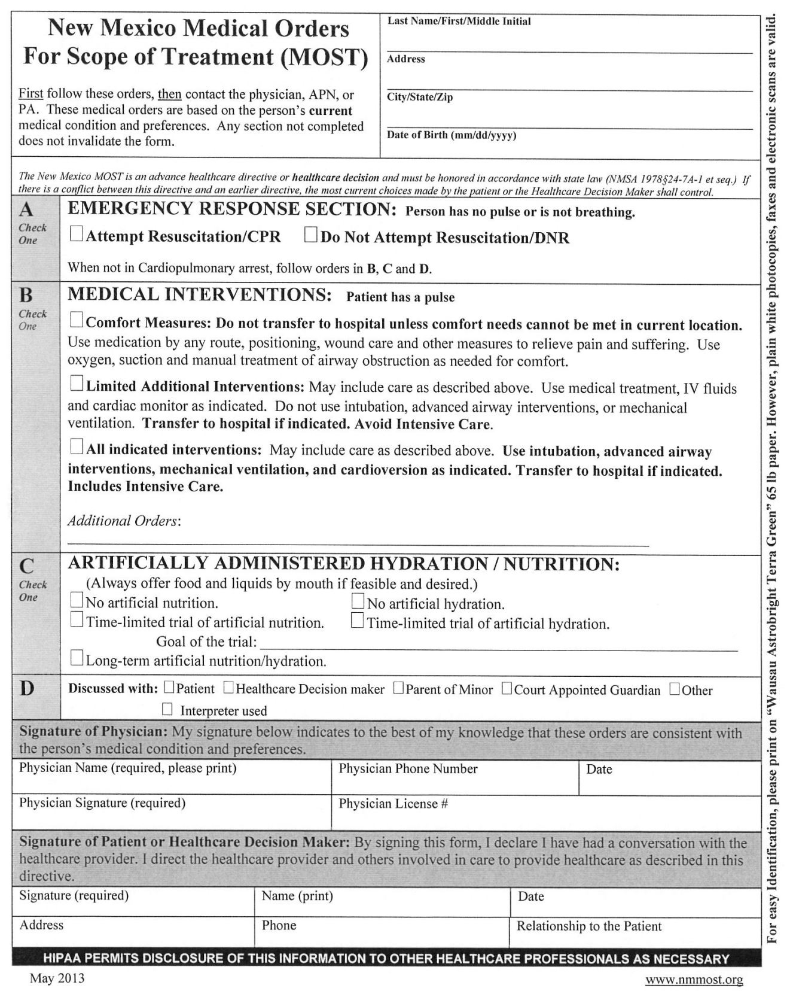 New Mexico Medical Orders
For Scope of Treatment (MOST)
First follow these orders, then contact the physician, APN, or
PA. These medical orders are based on the person's current
medical condition and preferences. Any section not completed
does not invalidate the form.
Last Name/First/Middle Initial
Address
City/State/Zip
Date of Birth (mm/dd/yyyy)
The New Mexico MOST is an advance healthcare directive or healthcare decision and must be honored in accordance with state law (NMSA 1978§24-7A-1 et seq.) If
there is a conflict between this directive and an earlier directive, the most current choices made by the patient or the Healthcare Decision Maker shall control.
A
Check
One
EMERGENCY RESPONSE SECTION: Person has no pulse or is not breathing.
Attempt Resuscitation/CPR Do Not Attempt Resuscitation/DNR
When not in Cardiopulmonary arrest, follow orders in B, C and D.
B
Check
One
MEDICAL INTERVENTIONS: Patient has a pulse
Comfort Measures: Do not transfer to hospital unless comfort needs cannot be met in current location.
Use medication by any route, positioning, wound care and other measures to relieve pain and suffering. Use
oxygen, suction and manual treatment of airway obstruction as needed for comfort.
Limited Additional Interventions: May include care as described above. Use medical treatment, IV fluids
and cardiac monitor as indicated. Do not use intubation, advanced airway interventions, or mechanical
ventilation. Transfer to hospital if indicated. Avoid Intensive Care.
All indicated interventions: May include care as described above. Use intubation, advanced airway
interventions, mechanical ventilation, and cardioversion as indicated. Transfer to hospital if indicated.
Includes Intensive Care.
Additional Orders:
C
Check
One
ARTIFICIALLY ADMINISTERED HYDRATION / NUTRITION:
(Always offer food and liquids by mouth if feasible and desired.)
No artificial nutrition. No artificial hydration.
Time-limited trial of artificial nutrition. Time-limited trial of artificial hydration.
Goal of the trial:
Long-term artificial nutrition/hydration.
D
Discussed with: Patient Healthcare Decision maker Parent of Minor Court Appointed Guardian Other
Interpreter used
Signature of Physician: My signature below indicates to the best of my knowledge that these orders are consistent with
the person's medical condition and preferences.
Physician Name (required, please print) Physician Phone Number Date
Physician Signature (required) Physician License #
Signature of Patient or Healthcare Decision Maker: By signing this form, I declare I have had a conversation with the
healthcare provider. I direct the healthcare provider and others involved in care to provide healthcare as described in this
directive.
Signature (required) Name (print) Date
Address Phone Relationship to the Patient
HIPAA PERMITS DISCLOSURE OF THIS INFORMATION TO OTHER HEALTHCARE PROFESSIONALS AS NECESSARY
May 2013 www.nmmost.org
For easy Identification, please print on "Wausau Astrobright Terra Green" 65 lb paper. However, plain white photocopies, faxes and electronic scans are valid.